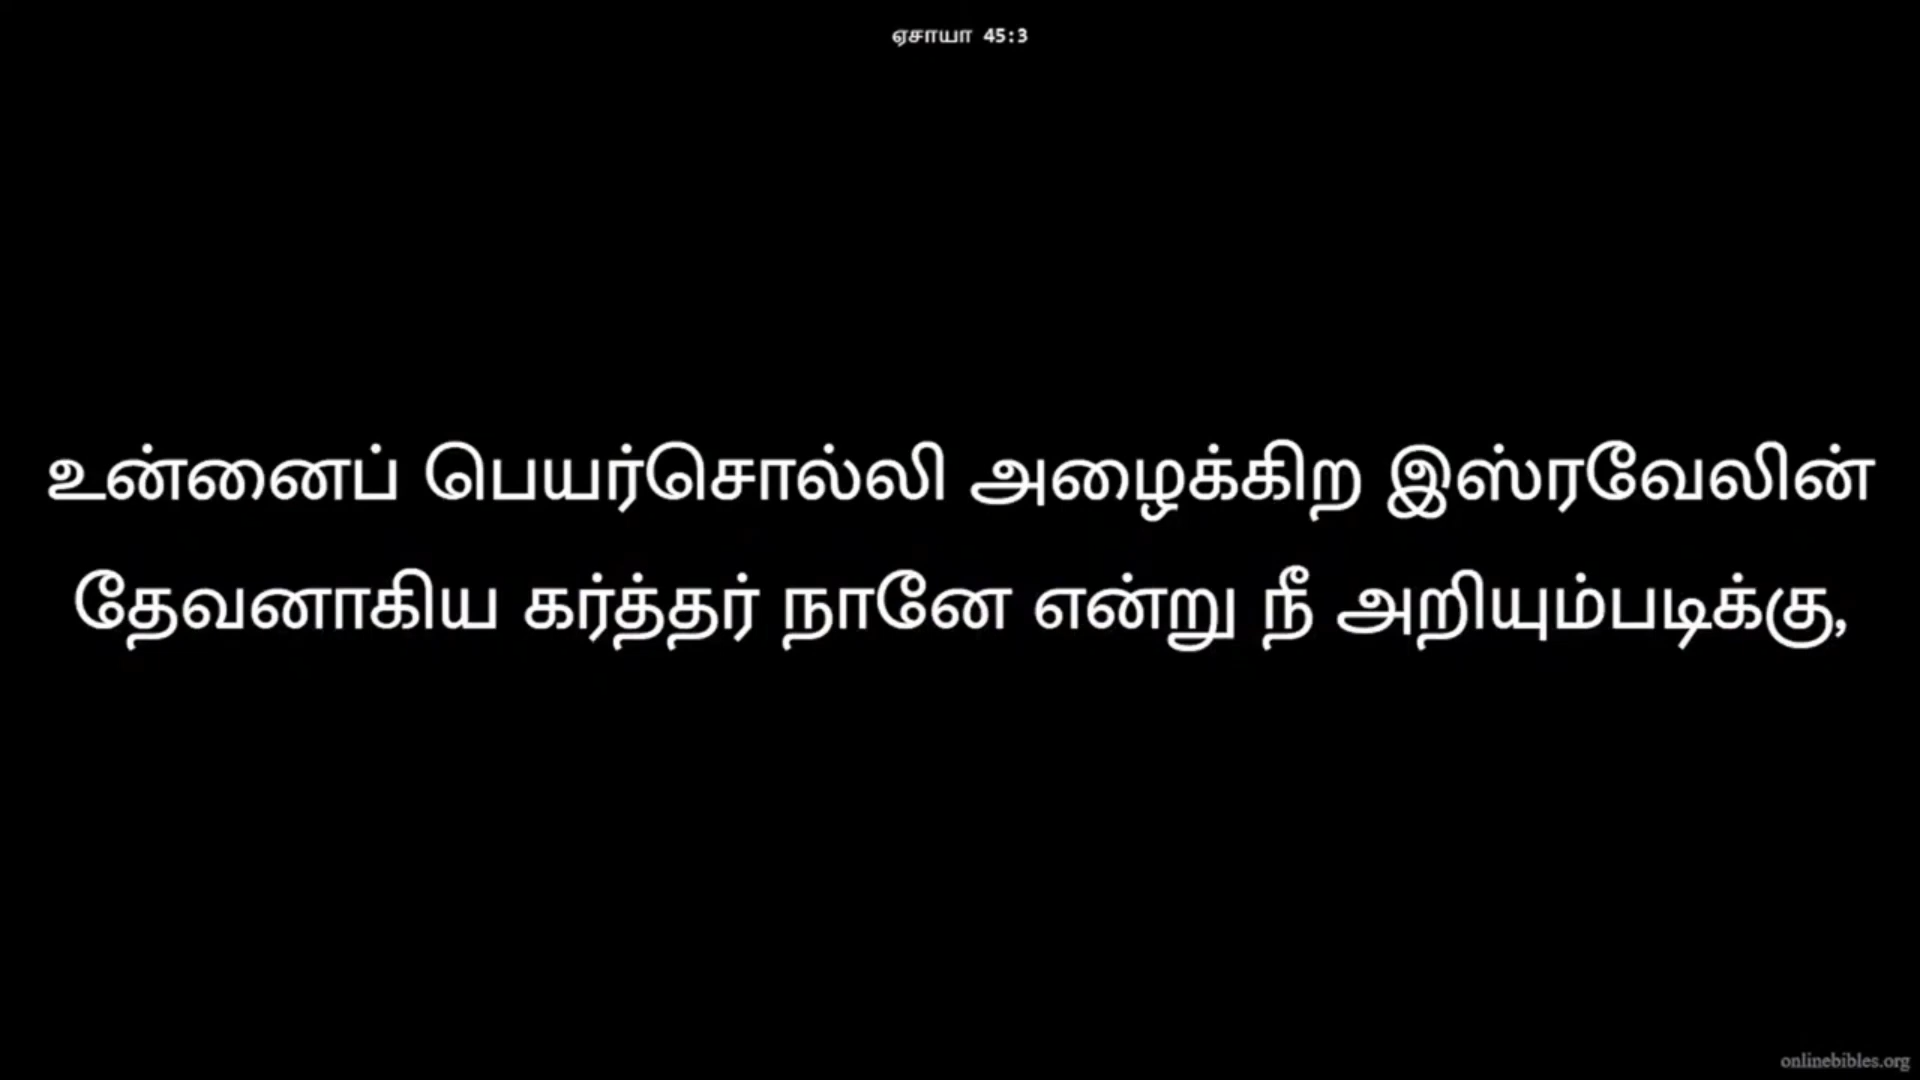 ஏசாயா 45:3
உன்னைப் பெயர்சொல்லி அழைக்கிற இஸ்ரவேலின்
தேவனாகிய கர்த்தர் நானே என்று நீ அறியும்படிக்கு,
onlinebibles.org